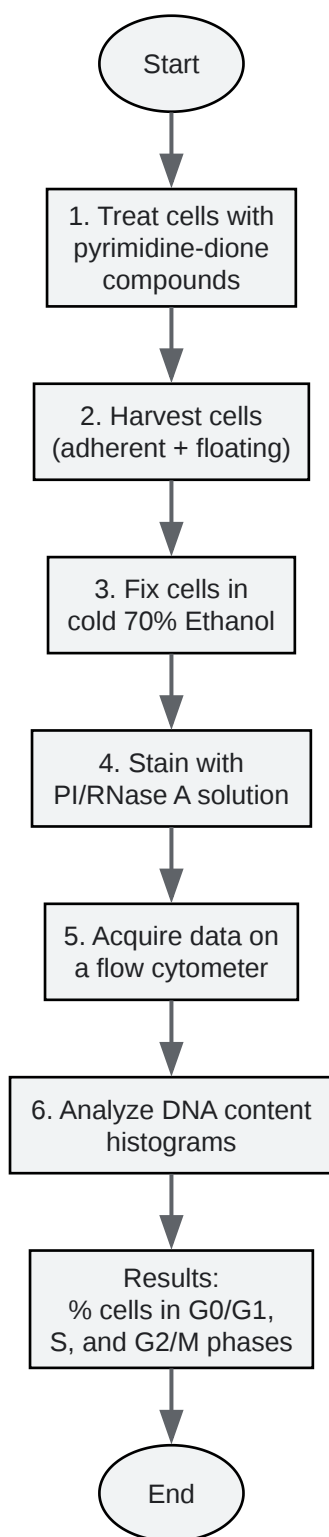 Start
1. Treat cells with
pyrimidine-dione
compounds
2. Harvest cells
(adherent + floating)
3. Fix cells in
cold 70% Ethanol
4. Stain with
PI/RNase A solution
5. Acquire data on
a flow cytometer
6. Analyze DNA content
histograms
Results:
% cells in G0/G1,
S, and G2/M phases
End